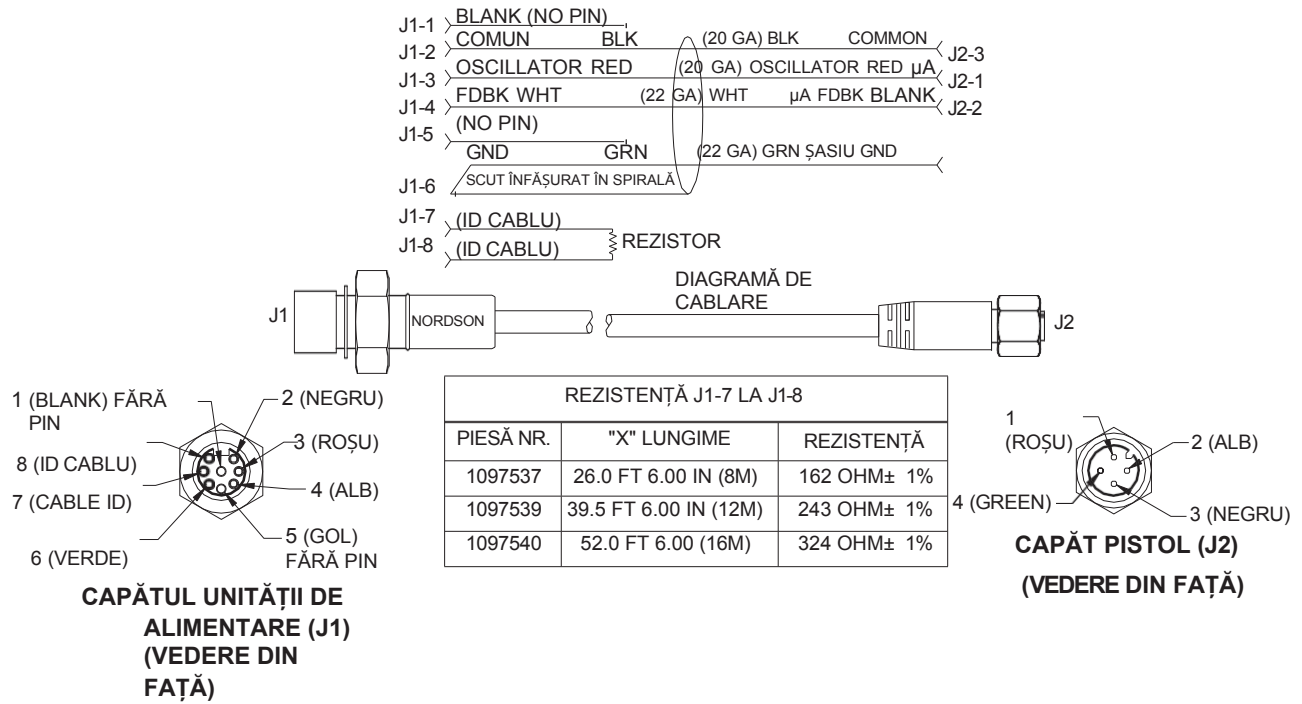 J1-1 BLANK (NO PIN)
J1-2 COMUN BLK (20 GA) BLK COMMON J2-3
J1-3 OSCILLATOR RED (20 GA) OSCILLATOR RED µA J2-1
J1-4 FDBK WHT (22 GA) WHT µA FDBK BLANK J2-2
J1-5 (NO PIN)
GND GRN (22 GA) GRN ȘASIU GND
J1-6 SCUT ÎNFĂȘURAT ÎN SPIRALĂ
J1-7 (ID CABLU)
J1-8 (ID CABLU)
REZISTOR
DIAGRAMĂ DE
CABLARE
J1
NORDSON
J2
1 (BLANK) FĂRĂ
PIN
2 (NEGRU)
3 (ROȘU)
8 (ID CABLU)
7 (CABLE ID)
4 (ALB)
6 (VERDE)
5 (GOL)
FĂRĂ PIN
CAPĂTUL UNITĂȚII DE
ALIMENTARE (J1)
(VEDERE DIN
FAȚĂ)
REZISTENȚĂ J1-7 LA J1-8
PIESĂ NR. "X" LUNGIME REZISTENȚĂ
1097537 26.0 FT 6.00 IN (8M) 162 OHM± 1%
1097539 39.5 FT 6.00 IN (12M) 243 OHM± 1%
1097540 52.0 FT 6.00 (16M) 324 OHM± 1%
1
(ROȘU)
2 (ALB)
4 (GREEN)
3 (NEGRU)
CAPĂT PISTOL (J2)
(VEDERE DIN FAȚĂ)